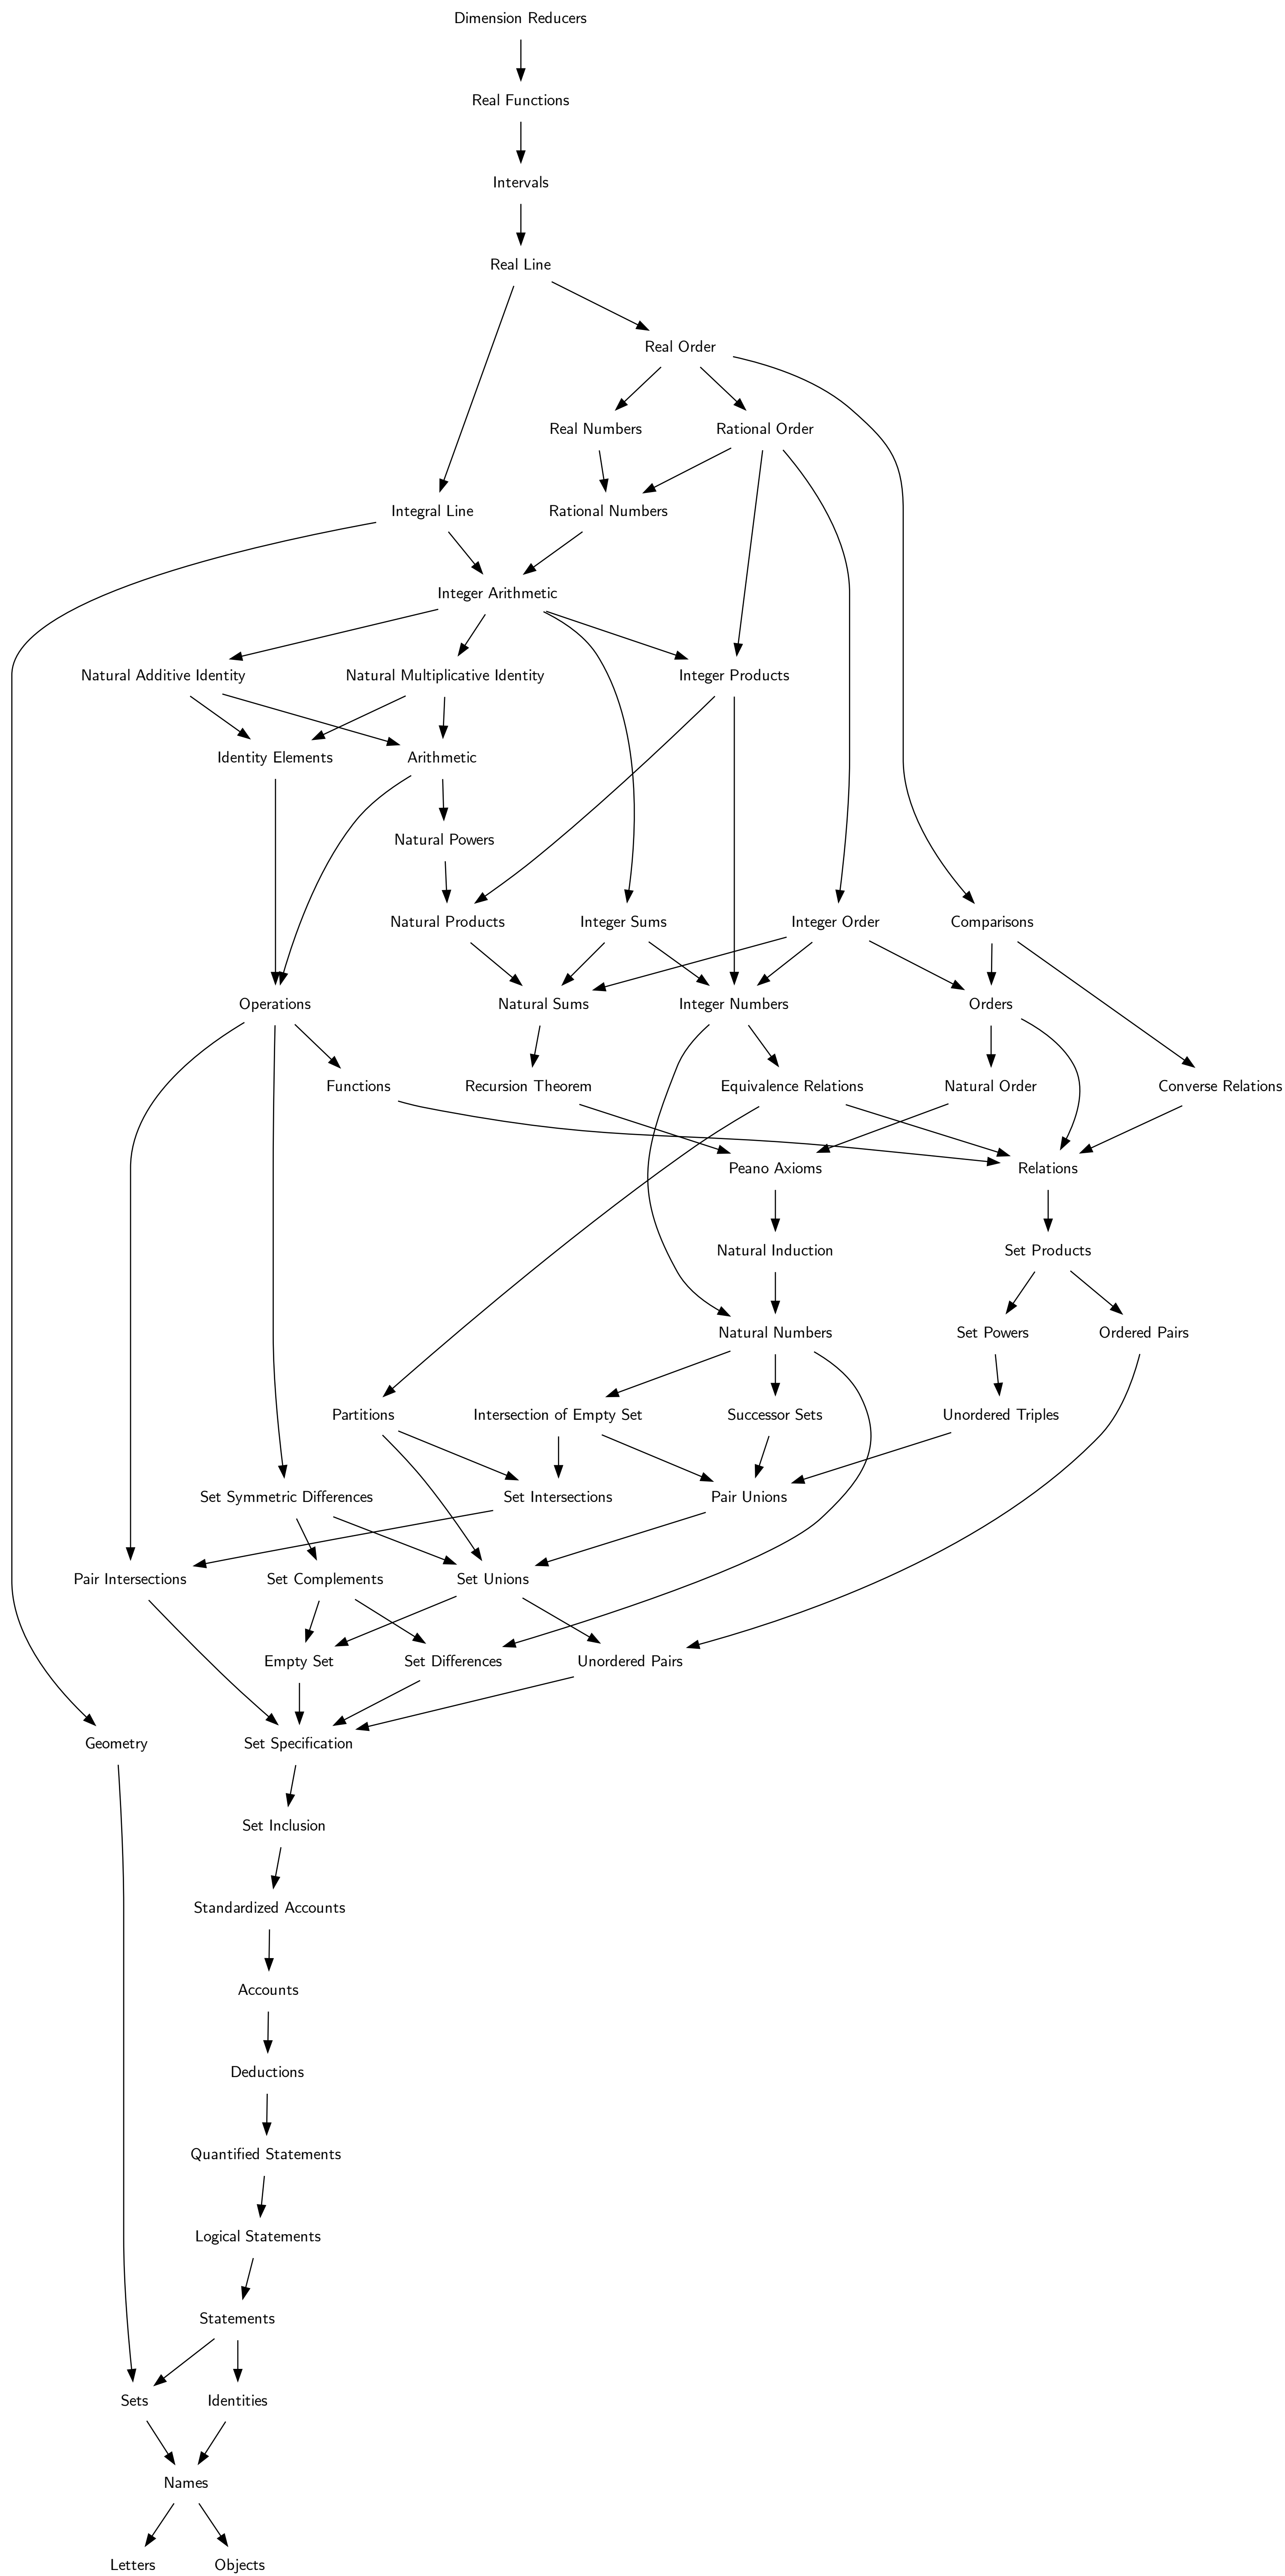 Dimension Reducers
Real Functions
Intervals
Real Line
Real Order
Real Numbers
Rational Order
Integral Line
Rational Numbers
Integer Arithmetic
Natural Additive Identity
Natural Multiplicative Identity
Integer Products
Identity Elements
Arithmetic
Natural Powers
Natural Products
Integer Sums
Integer Order
Comparisons
Operations
Natural Sums
Integer Numbers
Orders
Functions
Recursion Theorem
Equivalence Relations
Natural Order
Converse Relations
Peano Axioms
Relations
Natural Induction
Set Products
Natural Numbers
Set Powers
Ordered Pairs
Partitions
Intersection of Empty Set
Successor Sets
Unordered Triples
Set Symmetric Differences
Set Intersections
Pair Unions
Pair Intersections
Set Complements
Set Unions
Empty Set
Set Differences
Unordered Pairs
Geometry
Set Specification
Set Inclusion
Standardized Accounts
Accounts
Deductions
Quantified Statements
Logical Statements
Statements
Sets
Identities
Names
Letters
Objects